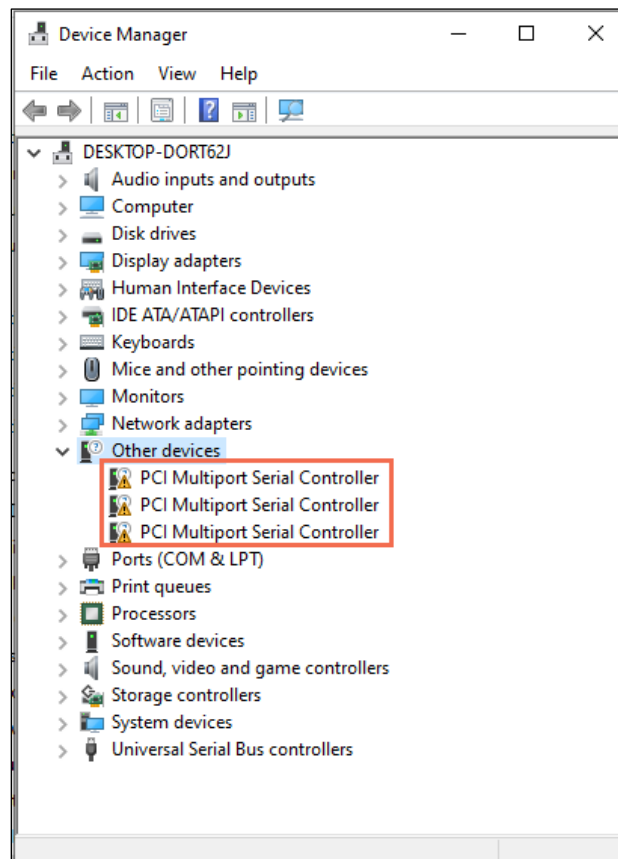 Device Manager
File Action View Help
DESKTOP-DORT62J
Audio inputs and outputs
Computer
Disk drives
Display adapters
Human Interface Devices
IDE ATA/ATAPI controllers
Keyboards
Mice and other pointing devices
Monitors
Network adapters
Other devices
PCI Multiport Serial Controller
PCI Multiport Serial Controller
PCI Multiport Serial Controller
Ports (COM & LPT)
Print queues
Processors
Software devices
Sound, video and game controllers
Storage controllers
System devices
Universal Serial Bus controllers